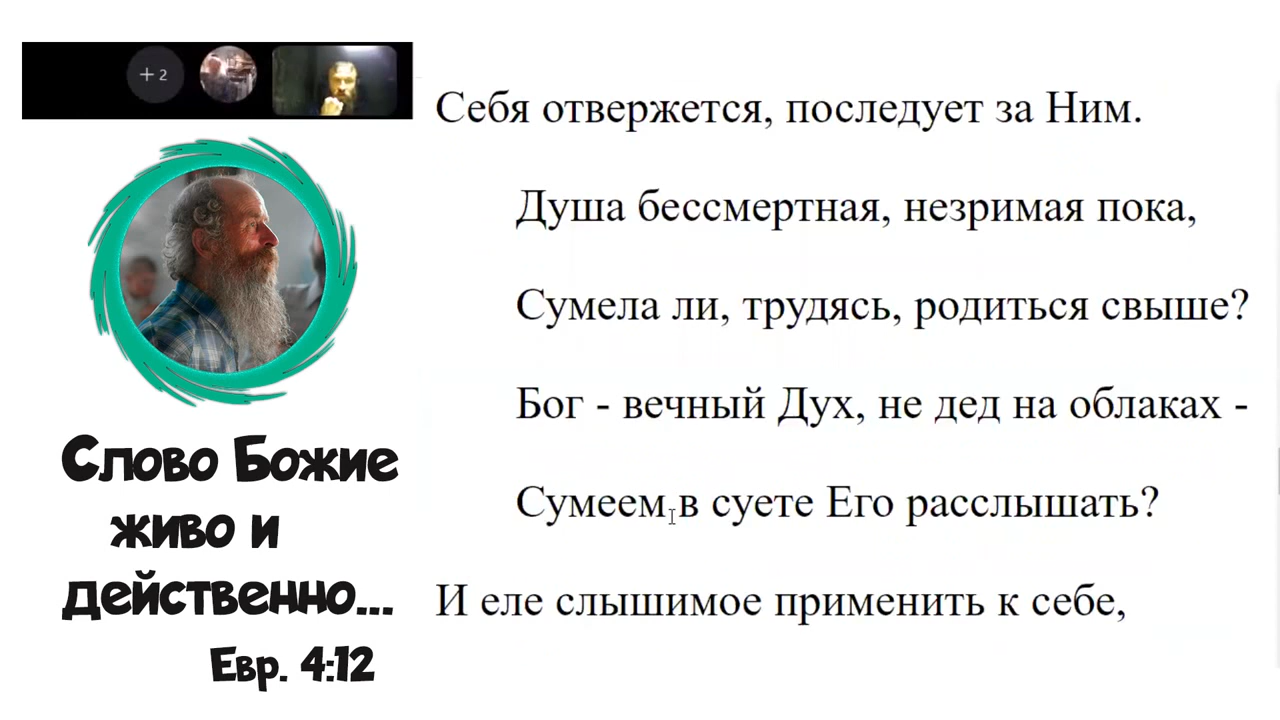 + 2
Себя отвержется, последует за Ним.
Душа бессмертная, незримая пока,
Сумела ли, трудясь, родиться свыше?
Бог - вечный Дух, не дед на облаках -
Сумеем в суете Его расслышать?
И еле слышимое применить к себе,
Слово Божие
живо и
действенно...
Евр. 4:12